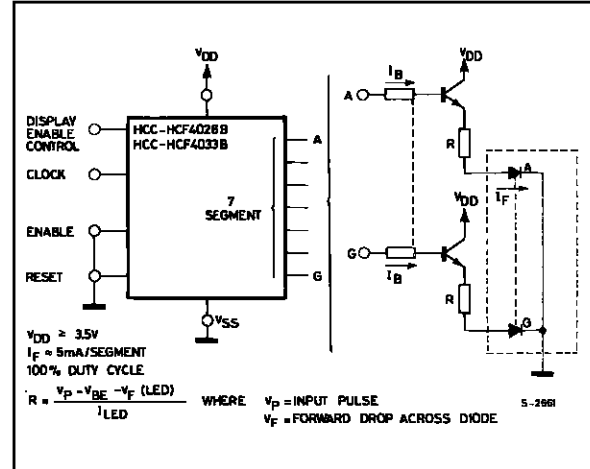 VDD
DISPLAY
ENABLE
CONTROL
CLOCK
ENABLE
RESET
HCC-HCF4026B
HCC-HCF4033B
7
SEGMENT
A
G
VSS
VDD
IB
A
R
A
IF
VDD
G
IB
R
G
VDD ≥ 3.5V
IF ≈ 5mA/SEGMENT
100% DUTY CYCLE
R = VP - VBE - VF (LED) / ILED WHERE VP = INPUT PULSE
VF = FORWARD DROP ACROSS DIODE
S-2661